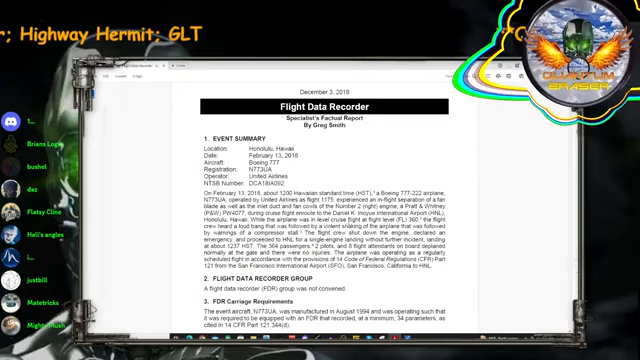 r; Highway Hermit; GLT
QUANTUM
ERASER
December 3, 2018
Flight Data Recorder
Specialist's Factual Report
By Greg Smith
1. EVENT SUMMARY
Location: Honolulu, Hawaii
Date: February 13, 2018
Aircraft: Boeing 777
Registration: N773UA
Operator: United Airlines
NTSB Number: DCA18IA092
On February 13, 2018, about 1200 Hawaiian standard time (HST),¹ a Boeing 777-222 airplane,
N773UA, operated by United Airlines as flight 1175, experienced an in-flight separation of a fan
blade as well as the inlet duct and fan cowls of the Number 2 (right) engine, a Pratt & Whitney
(P&W) PW4077, during cruise flight enroute to the Daniel K. Inouye International Airport (HNL),
Honolulu, Hawaii. While the airplane was in level cruise flight at flight level (FL) 360,² the flight
crew heard a loud bang that was followed by a violent shaking of the airplane that was followed
by warnings of a compressor stall.³ The flight crew shut down the engine, declared an
emergency, and proceeded to HNL for a single-engine landing without further incident, landing
at about 1237 HST. The 364 passengers,⁴ 2 pilots, and 8 flight attendants on board deplaned
normally at the gate and there were no injuries. The airplane was operating as a regularly
scheduled flight in accordance with the provisions of 14 Code of Federal Regulations (CFR) Part
121 from the San Francisco International Airport (SFO), San Francisco, California to HNL.
2. FLIGHT DATA RECORDER GROUP
A flight data recorder (FDR) group was not convened.
3. FDR Carriage Requirements
The event aircraft, N773UA, was manufactured in August 1994 and was operating such that
it was required to be equipped with an FDR that recorded, at a minimum, 34 parameters, as
cited in 14 CFR Part 121.344(d).
1...
Brians Logic
bushel
daz
Flatsy Cline
Hell's angels
J...
justbill
Matetricks
Mighty